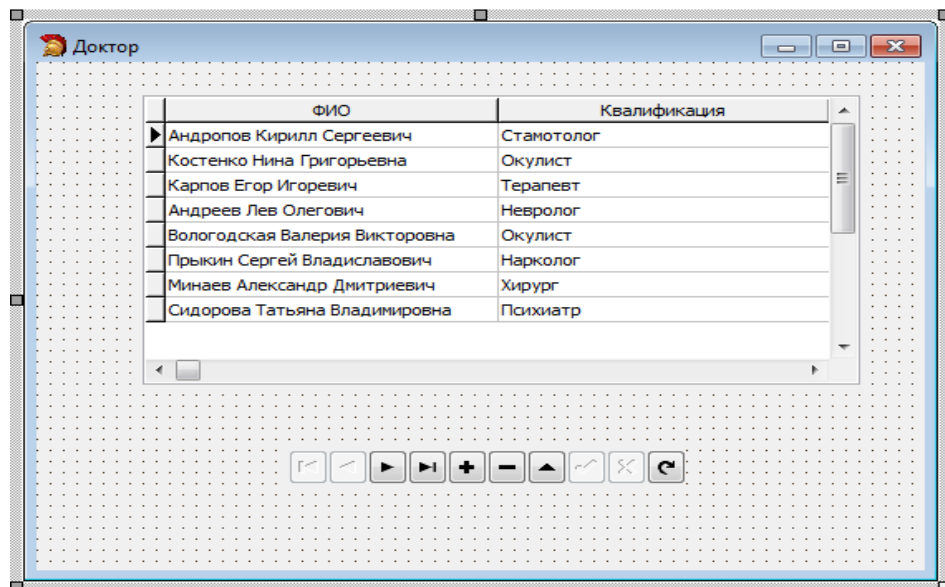 Доктор
ФИО Квалификация
Андропов Кирилл Сергеевич Стамотолог
Костенко Нина Григорьевна Окулист
Карпов Егор Игоревич Терапевт
Андреев Лев Олегович Невролог
Вологодская Валерия Викторовна Окулист
Прыкин Сергей Владиславович Нарколог
Минаев Александр Дмитриевич Хирург
Сидорова Татьяна Владимировна Психиатр